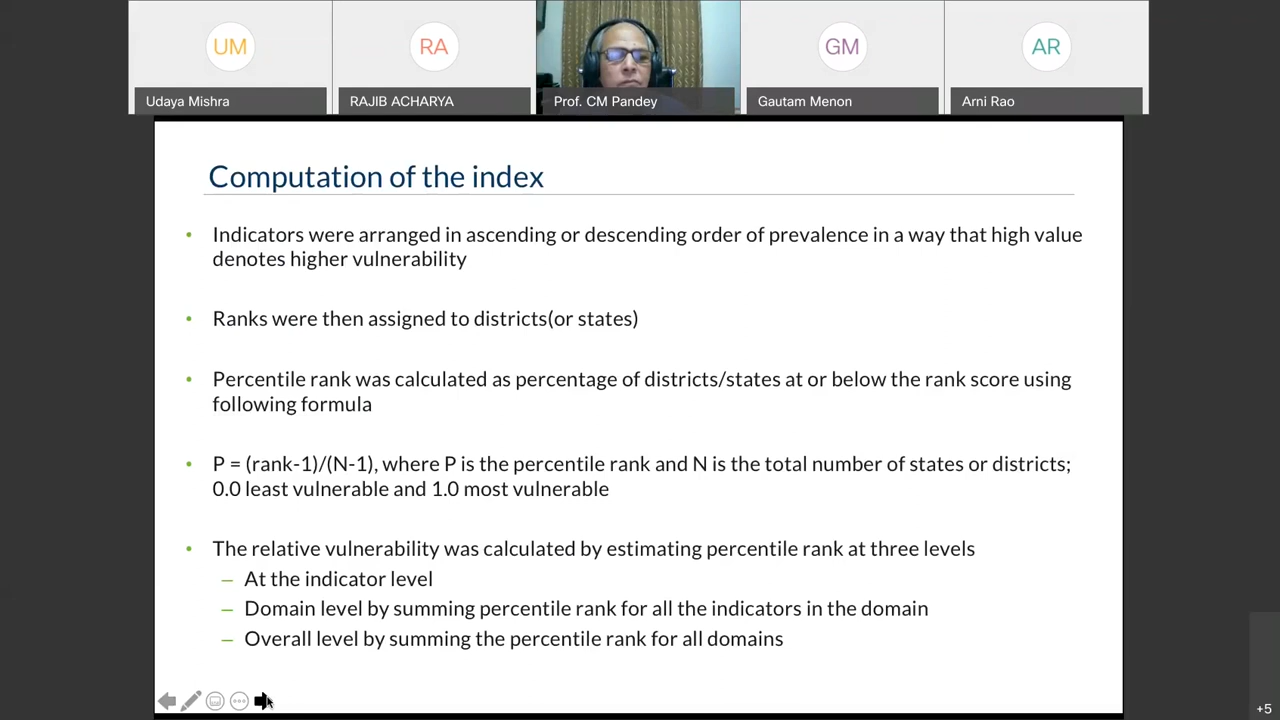 UM
RA
GM
AR
Udaya Mishra
RAJIB ACHARYA
Prof. CM Pandey
Gautam Menon
Arni Rao
Computation of the index
• Indicators were arranged in ascending or descending order of prevalence in a way that high value
denotes higher vulnerability
• Ranks were then assigned to districts(or states)
• Percentile rank was calculated as percentage of districts/states at or below the rank score using
following formula
• P = (rank-1)/(N-1), where P is the percentile rank and N is the total number of states or districts;
0.0 least vulnerable and 1.0 most vulnerable
• The relative vulnerability was calculated by estimating percentile rank at three levels
– At the indicator level
– Domain level by summing percentile rank for all the indicators in the domain
– Overall level by summing the percentile rank for all domains
+5